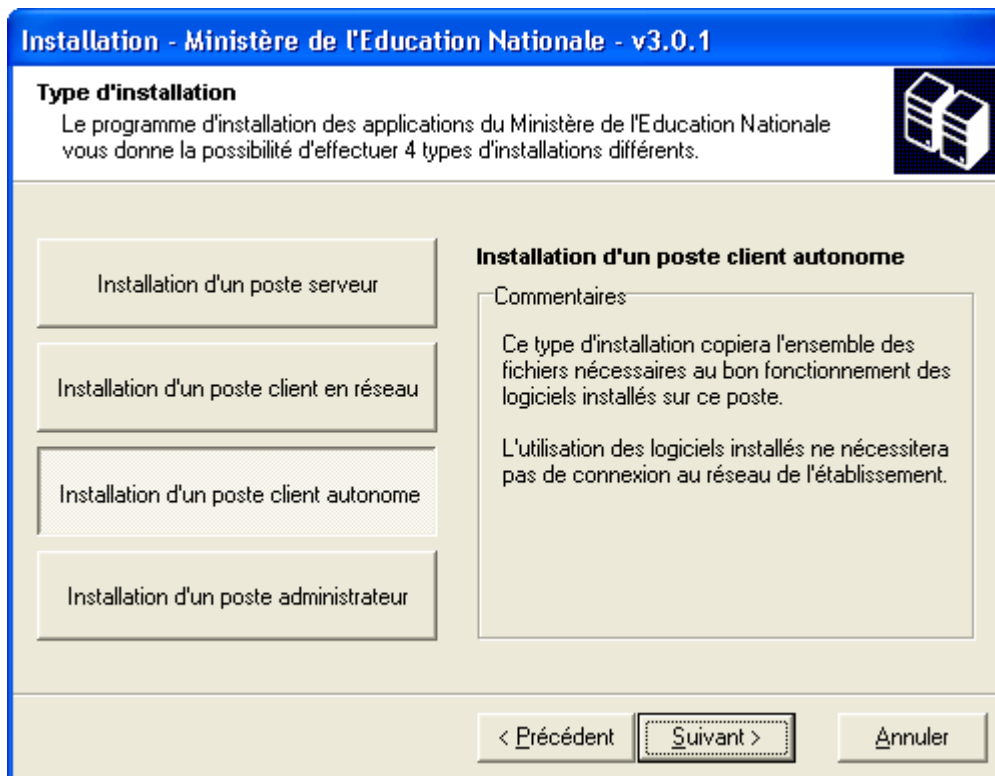 Installation - Ministère de l'Education Nationale - v3.0.1
Type d'installation
Le programme d'installation des applications du Ministère de l'Education Nationale
vous donne la possibilité d'effectuer 4 types d'installations différents.
Installation d'un poste serveur
Installation d'un poste client en réseau
Installation d'un poste client autonome
Installation d'un poste administrateur
Installation d'un poste client autonome
Commentaires
Ce type d'installation copiera l'ensemble des
fichiers nécessaires au bon fonctionnement des
logiciels installés sur ce poste.
L'utilisation des logiciels installés ne nécessitera
pas de connexion au réseau de l'établissement.
< Précédent
Suivant >
Annuler